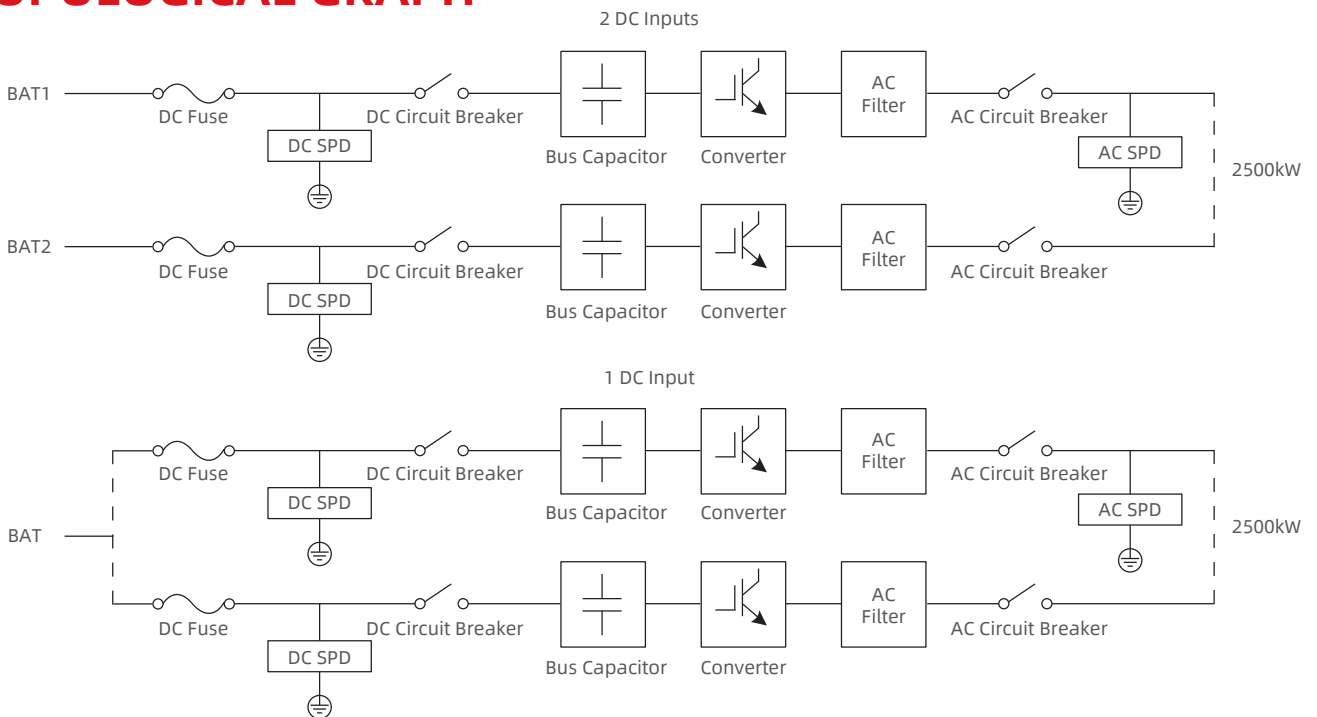 2 DC Inputs
BAT1
DC Fuse
DC SPD
DC Circuit Breaker
Bus Capacitor
Converter
AC
Filter
AC Circuit Breaker
AC SPD
2500kW
BAT2
DC Fuse
DC SPD
DC Circuit Breaker
Bus Capacitor
Converter
AC
Filter
AC Circuit Breaker
1 DC Input
BAT
DC Fuse
DC SPD
DC Circuit Breaker
Bus Capacitor
Converter
AC
Filter
AC Circuit Breaker
AC SPD
2500kW
DC Fuse
DC SPD
DC Circuit Breaker
Bus Capacitor
Converter
AC
Filter
AC Circuit Breaker